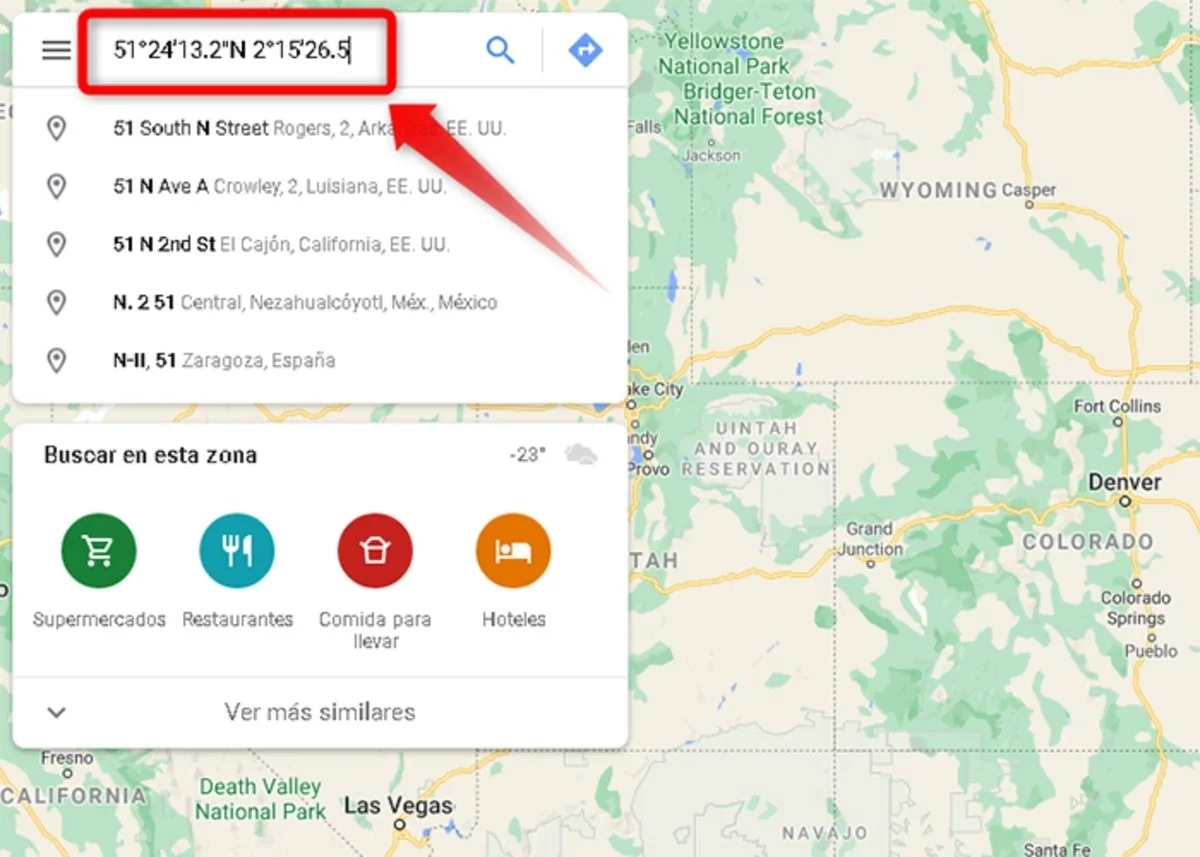 51°24'13.2"N 2°15'26.5
51 South N Street Rogers, 2, Arkansas, EE. UU.
51 N Ave A Crowley, 2, Luisiana, EE. UU.
51 N 2nd St El Cajón, California, EE. UU.
N. 2 51 Central, Nezahualcóyotl, Méx., México
N-II, 51 Zaragoza, España
Buscar en esta zona
-23°
Supermercados
Restaurantes
Comida para
llevar
Hoteles
Ver más similares
Yellowstone
National Park
Bridger-Teton
National Forest
Falls
Jackson
WYOMING
Casper
den
ake City
ndy
Provo
UINTAH
AND OURAY
RESERVATION
Fort Collins
Denver
Grand
Junction
COLORADO
TAH
Colorado
Springs
Pueblo
Fresno
CALIFORNIA
Death Valley
National Park
Las Vegas
NAVAJO
Santa Fe